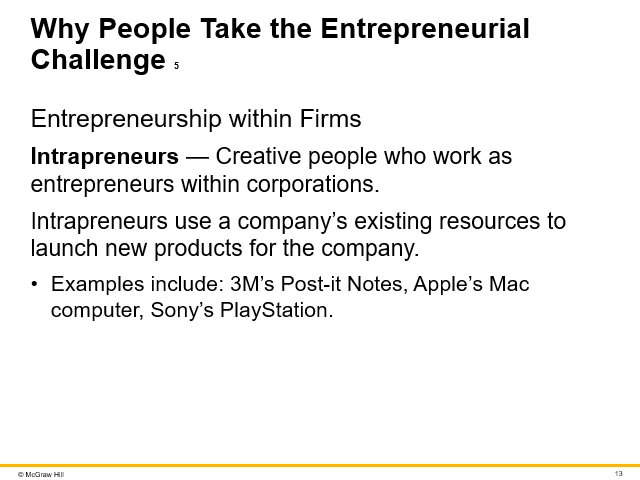 Why People Take the Entrepreneurial
Challenge 5
Entrepreneurship within Firms
Intrapreneurs — Creative people who work as
entrepreneurs within corporations.
Intrapreneurs use a company’s existing resources to
launch new products for the company.
• Examples include: 3M’s Post-it Notes, Apple’s Mac
computer, Sony’s PlayStation.
© McGraw Hill
13